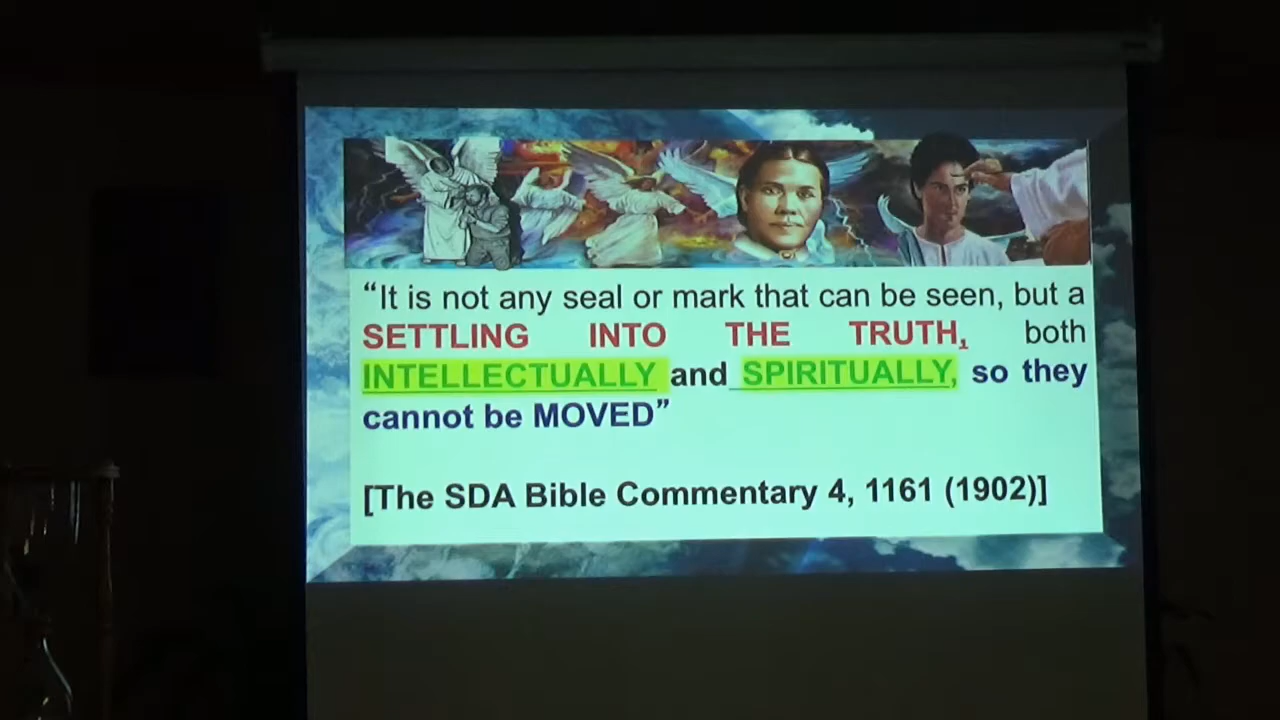 “It is not any seal or mark that can be seen, but a
SETTLING INTO THE TRUTH, both
INTELLECTUALLY and SPIRITUALLY, so they
cannot be MOVED”
[The SDA Bible Commentary 4, 1161 (1902)]